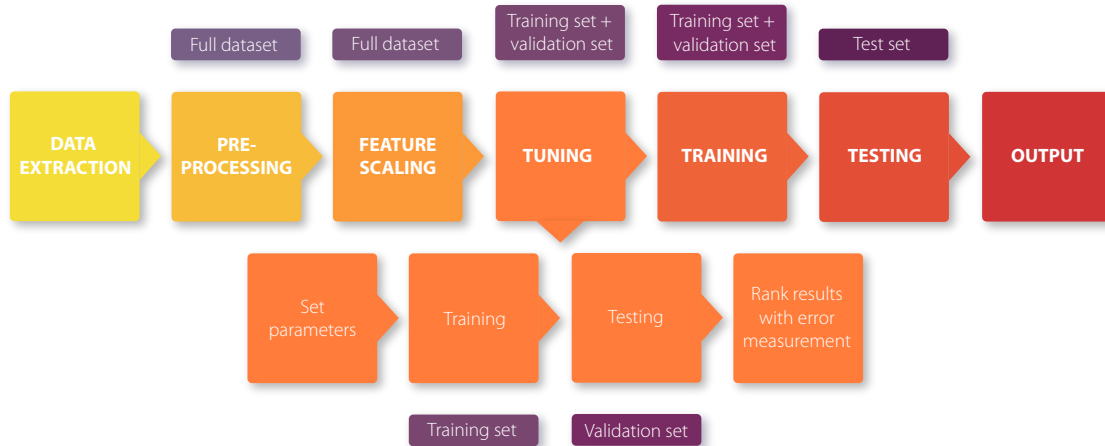 Full dataset
Full dataset
Training set +
validation set
Training set +
validation set
Test set
DATA
EXTRACTION
PRE-
PROCESSING
FEATURE
SCALING
TUNING
TRAINING
TESTING
OUTPUT
Set
parameters
Training
Testing
Rank results
with error
measurement
Training set
Validation set